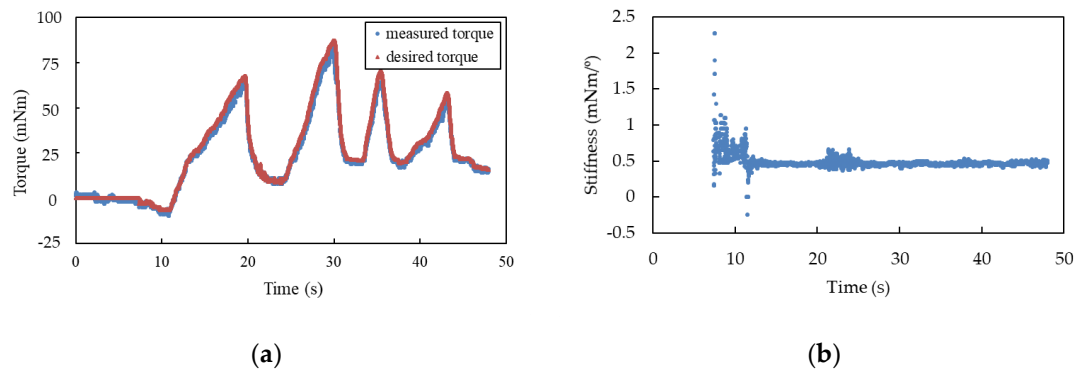 100
75
50
25
0
-25
Torque (mNm)
measured torque
desired torque
0 10 20 30 40 50
Time (s)
(a)
2.5
2
1.5
1
0.5
0
-0.5
Stiffness (mNm/°)
0 10 20 30 40 50
Time (s)
(b)